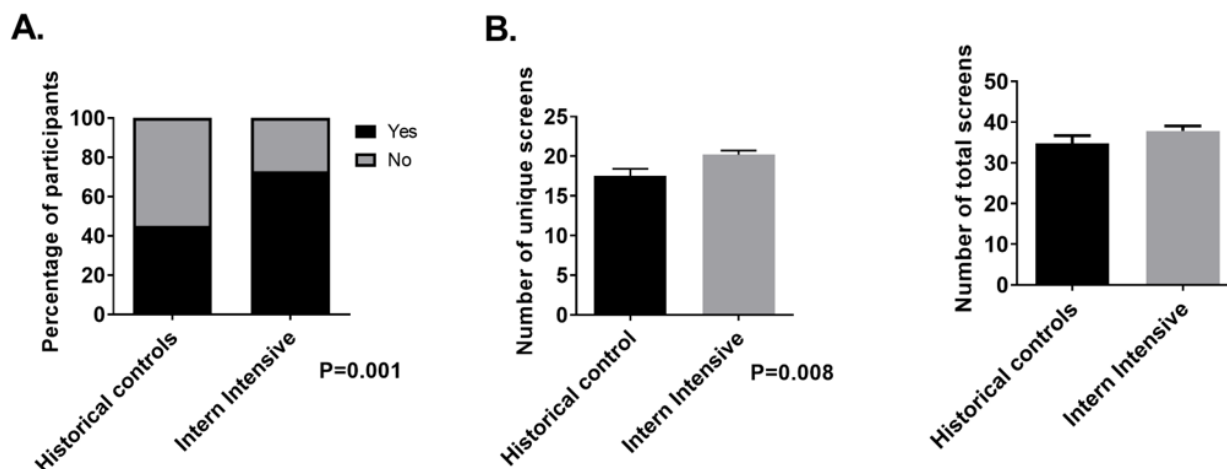 A.
Percentage of participants
100
80
60
40
20
0
Historical controls
Intern Intensive
Yes
No
P=0.001
B.
Number of unique screens
25
20
15
10
5
0
Historical control
Intern Intensive
P=0.008
Number of total screens
50
40
30
20
10
0
Historical controls
Intern Intensive